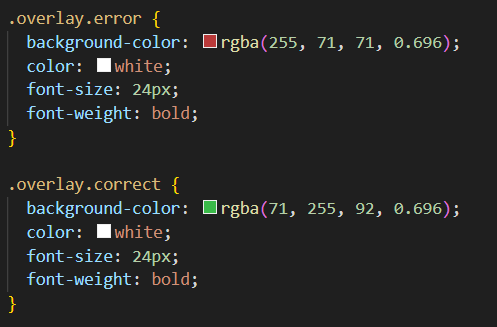 .overlay.error {
  background-color: rgba(255, 71, 71, 0.696);
  color: white;
  font-size: 24px;
  font-weight: bold;
}

.overlay.correct {
  background-color: rgba(71, 255, 92, 0.696);
  color: white;
  font-size: 24px;
  font-weight: bold;
}